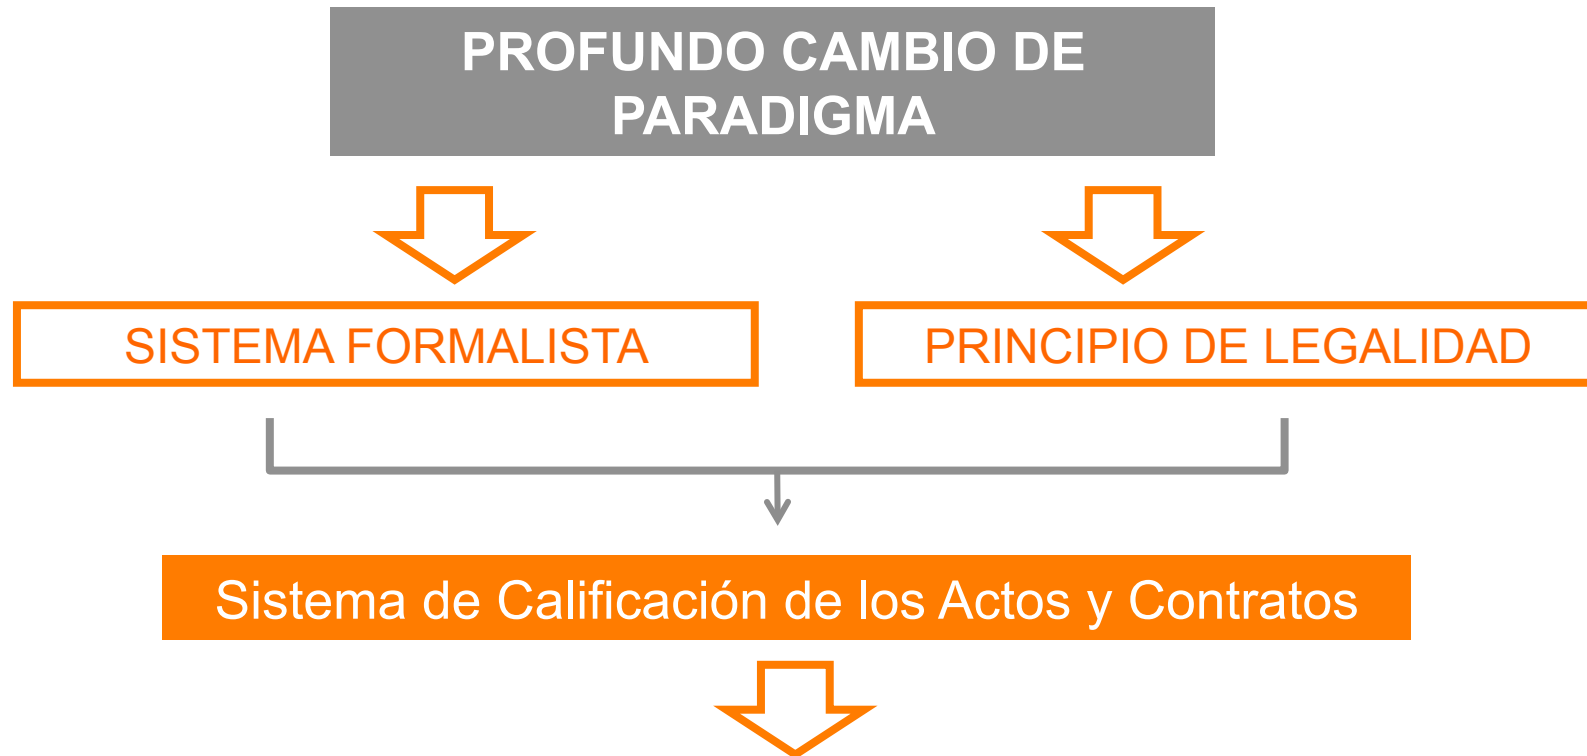 PROFUNDO CAMBIO DE
PARADIGMA
SISTEMA FORMALISTA
PRINCIPIO DE LEGALIDAD
Sistema de Calificación de los Actos y Contratos